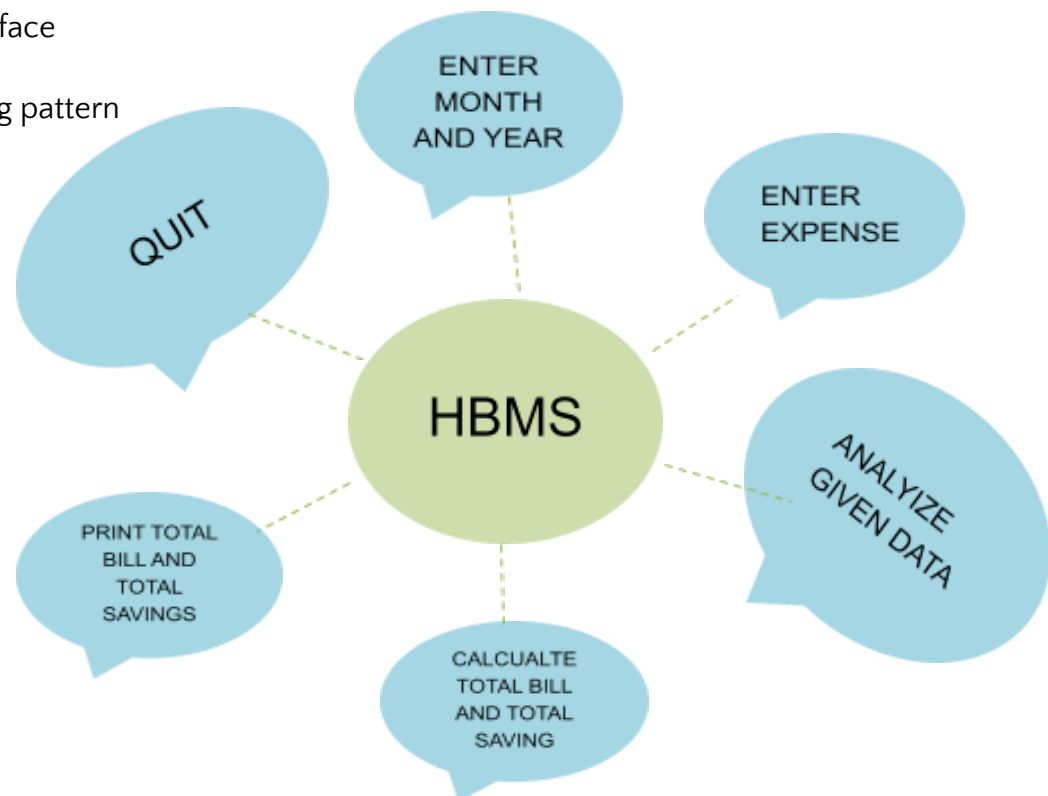 face
g pattern
ENTER
MONTH
AND YEAR
ENTER
EXPENSE
QUIT
HBMS
ANALYIZE
GIVEN DATA
PRINT TOTAL
BILL AND
TOTAL
SAVINGS
CALCUALTE
TOTAL BILL
AND TOTAL
SAVING